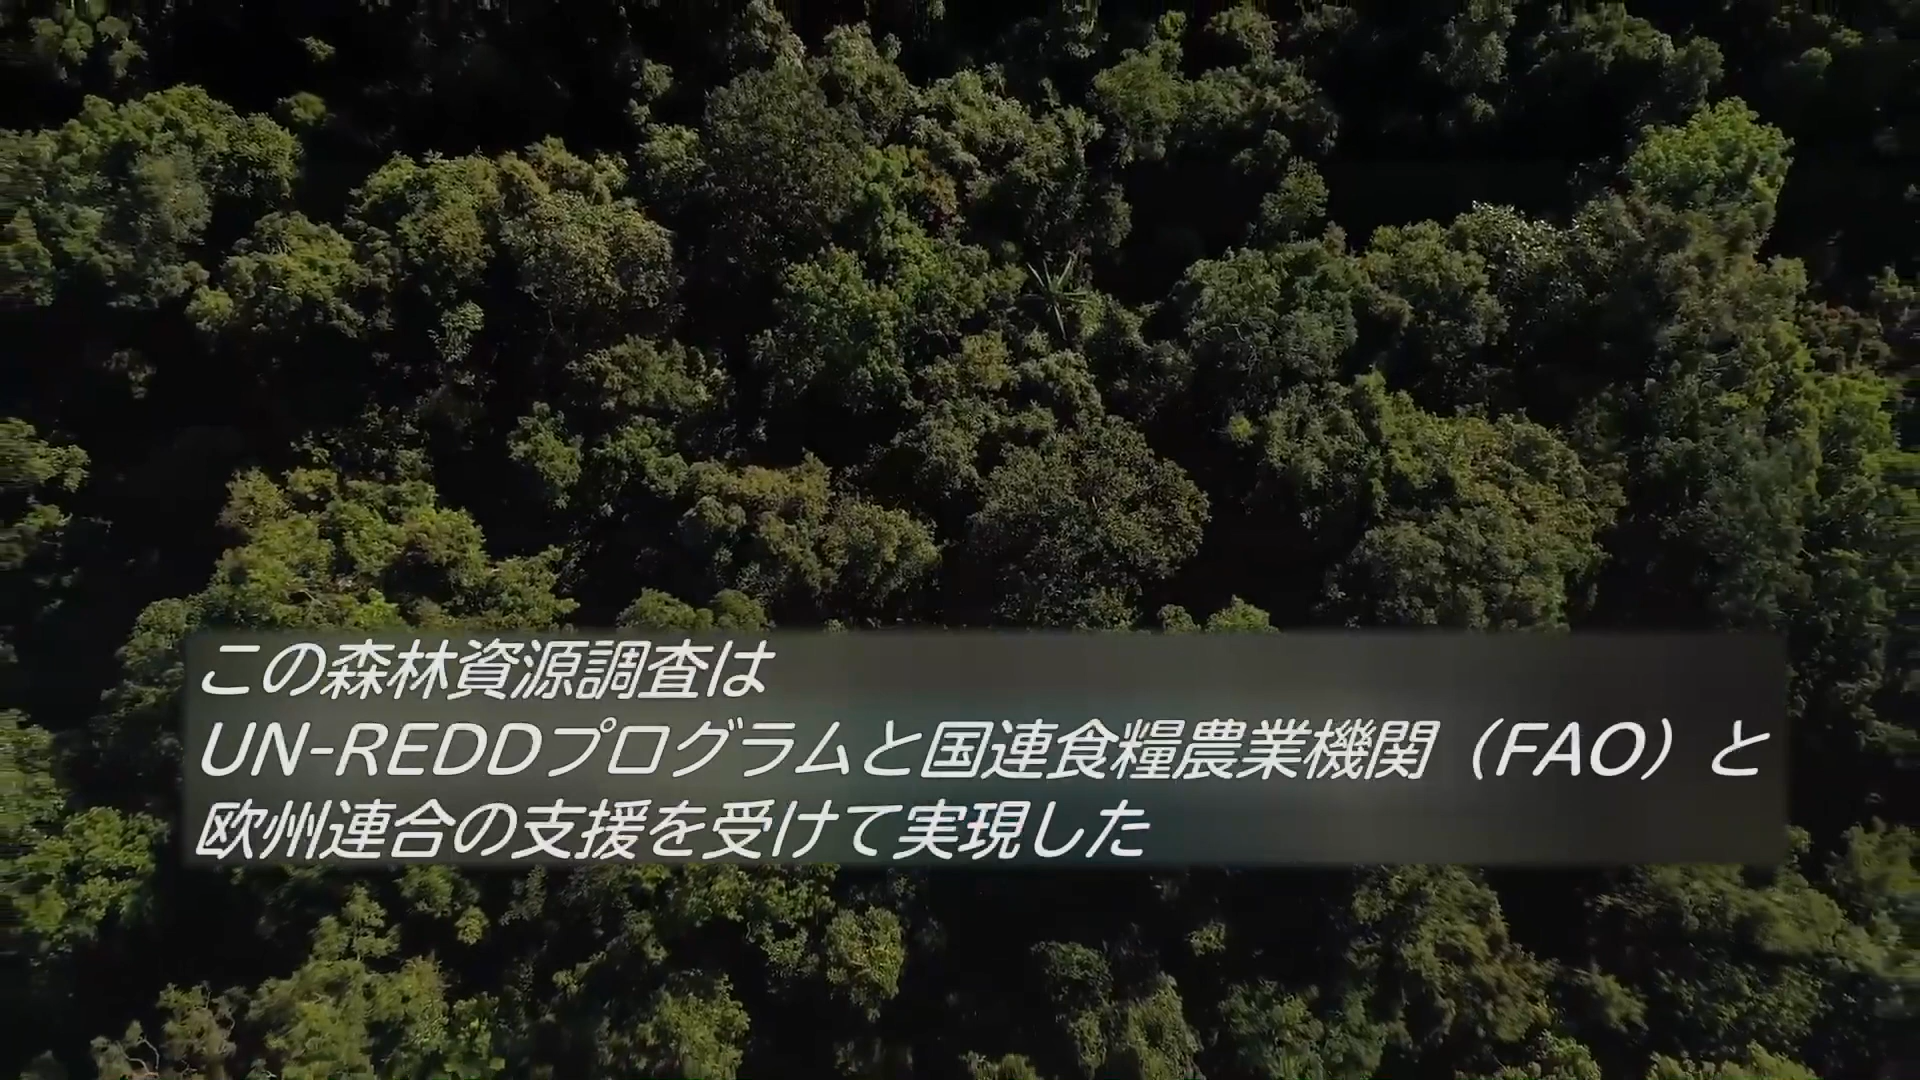 この森林資源調査は
UN-REDDプログラムと国連食糧農業機関（FAO）と
欧州連合の支援を受けて実現した